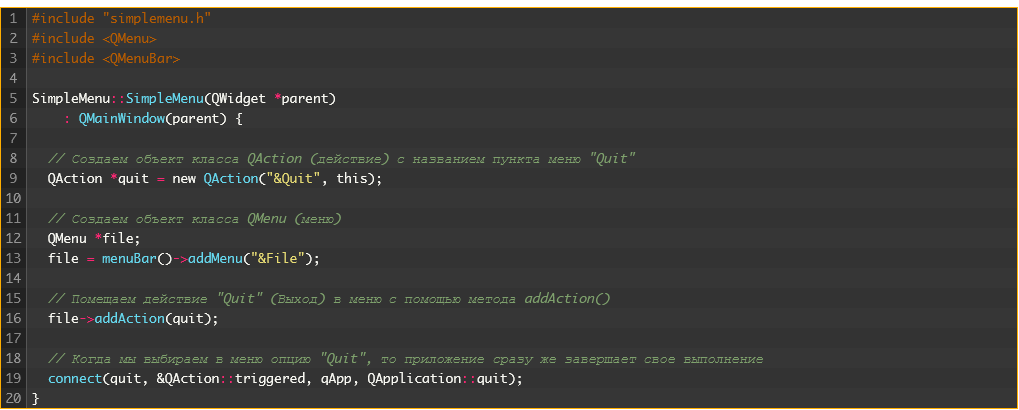 1 #include "simplemenu.h"
2 #include <QMenu>
3 #include <QMenuBar>
4
5 SimpleMenu::SimpleMenu(QWidget *parent)
6     : QMainWindow(parent) {
7
8   // Создаем объект класса QAction (действие) с названием пункта меню "Quit"
9   QAction *quit = new QAction("&Quit", this);
10
11   // Создаем объект класса QMenu (меню)
12   QMenu *file;
13   file = menuBar()->addMenu("&File");
14
15   // Помещаем действие "Quit" (Выход) в меню с помощью метода addAction()
16   file->addAction(quit);
17
18   // Когда мы выбираем в меню опцию "Quit", то приложение сразу же завершает свое выполнение
19   connect(quit, &QAction::triggered, qApp, QApplication::quit);
20 }